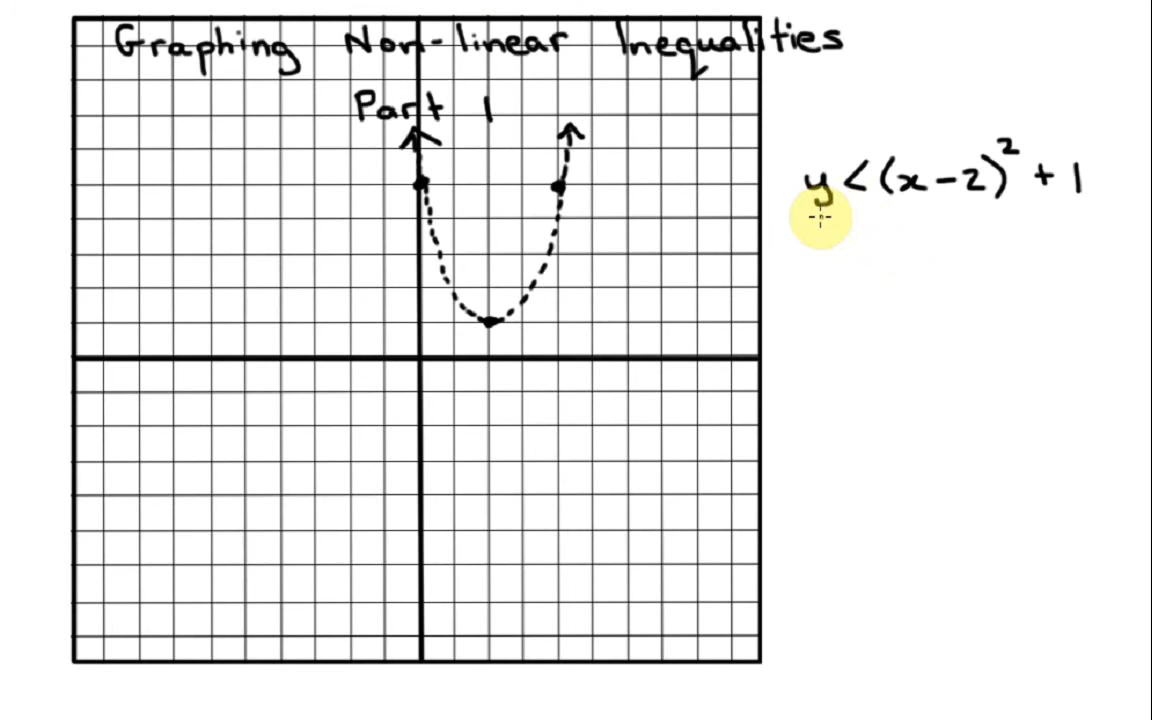 Graphing Non-linear Inequalities
Part 1
y < (x-2)² + 1